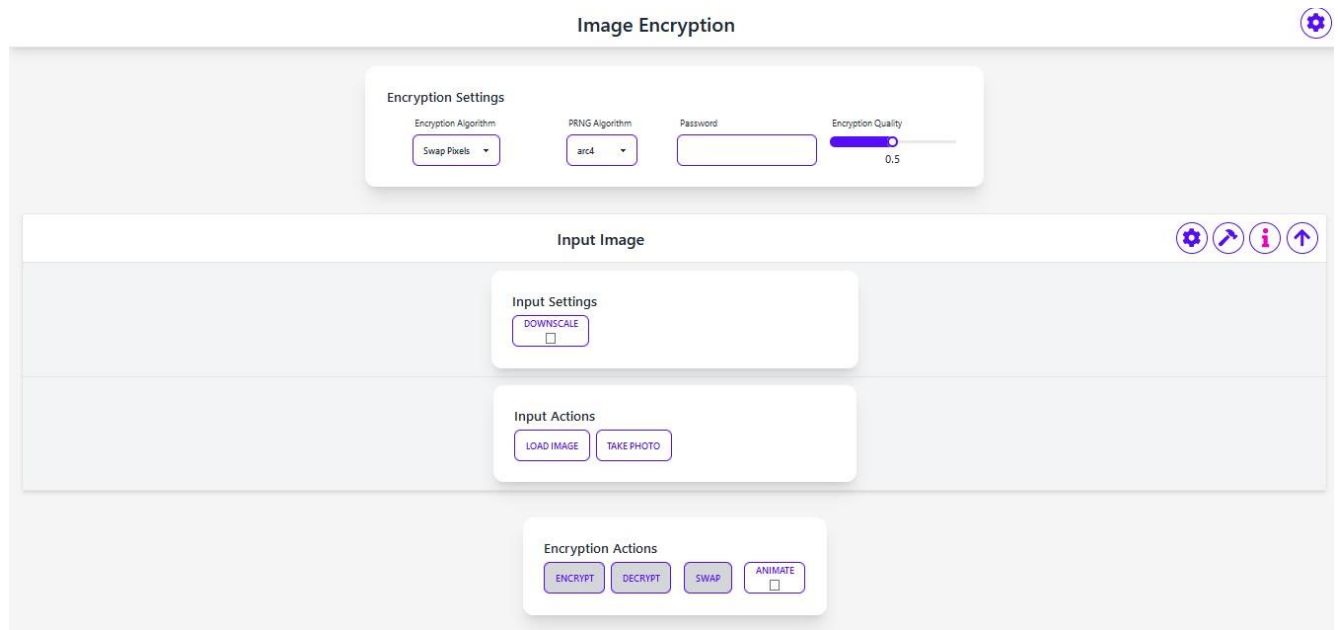 Image Encryption
Encryption Settings
Encryption Algorithm PRNG Algorithm Password Encryption Quality
Swap Pixels arc4
0.5
Input Image
Input Settings
DOWNSCALE
Input Actions
LOAD IMAGE TAKE PHOTO
Encryption Actions
ENCRYPT DECRYPT SWAP ANIMATE